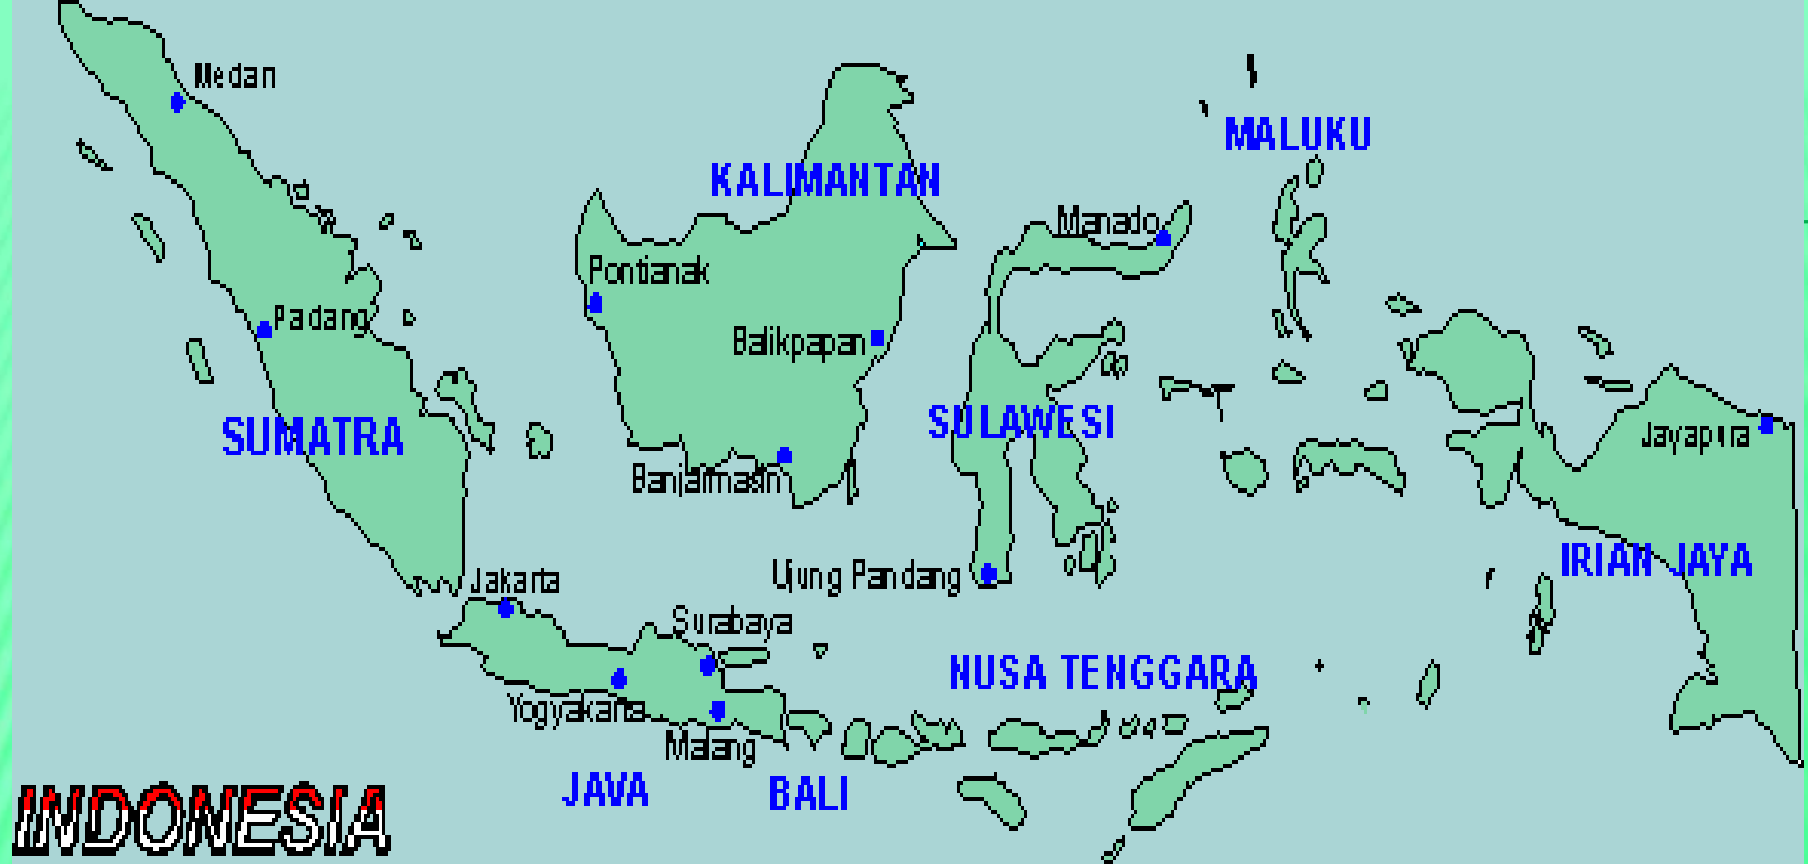 Medan
MALUKU
KALIMANTAN
Manado
Pontianak
Padang
Balikpapan
SUMATRA
SULAWESI
Jayapura
Banjarmasin
IRIAN JAYA
Ujung Pandang
Jakarta
Surabaya
NUSA TENGGARA
Yogyakarta
Malang
JAVA
BALI
INDONESIA